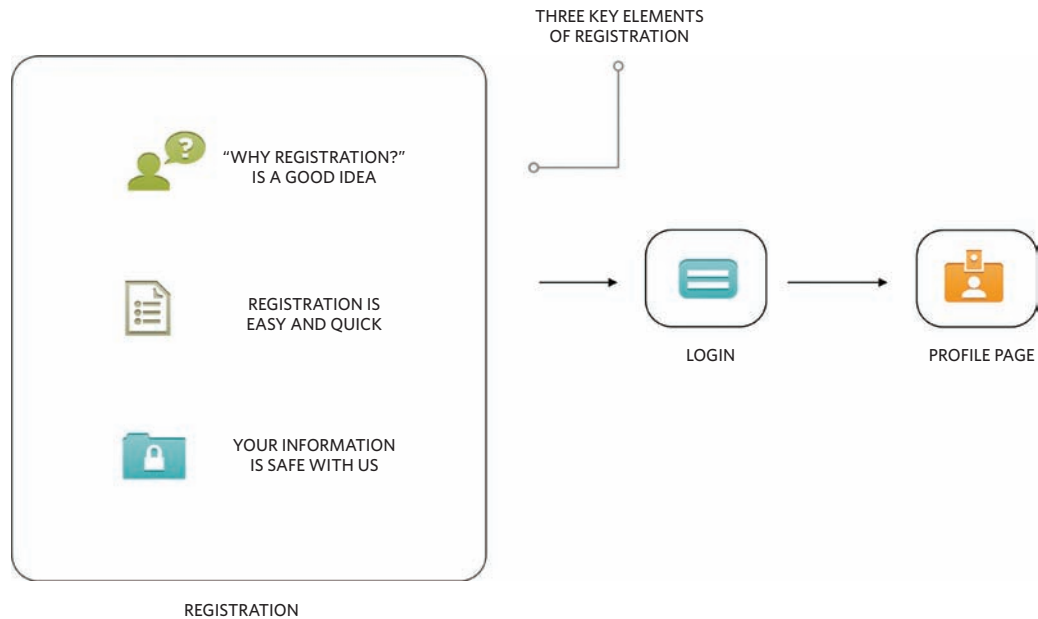 THREE KEY ELEMENTS
OF REGISTRATION
?
“WHY REGISTRATION?”
IS A GOOD IDEA
REGISTRATION IS
EASY AND QUICK
YOUR INFORMATION
IS SAFE WITH US
LOGIN
PROFILE PAGE
REGISTRATION